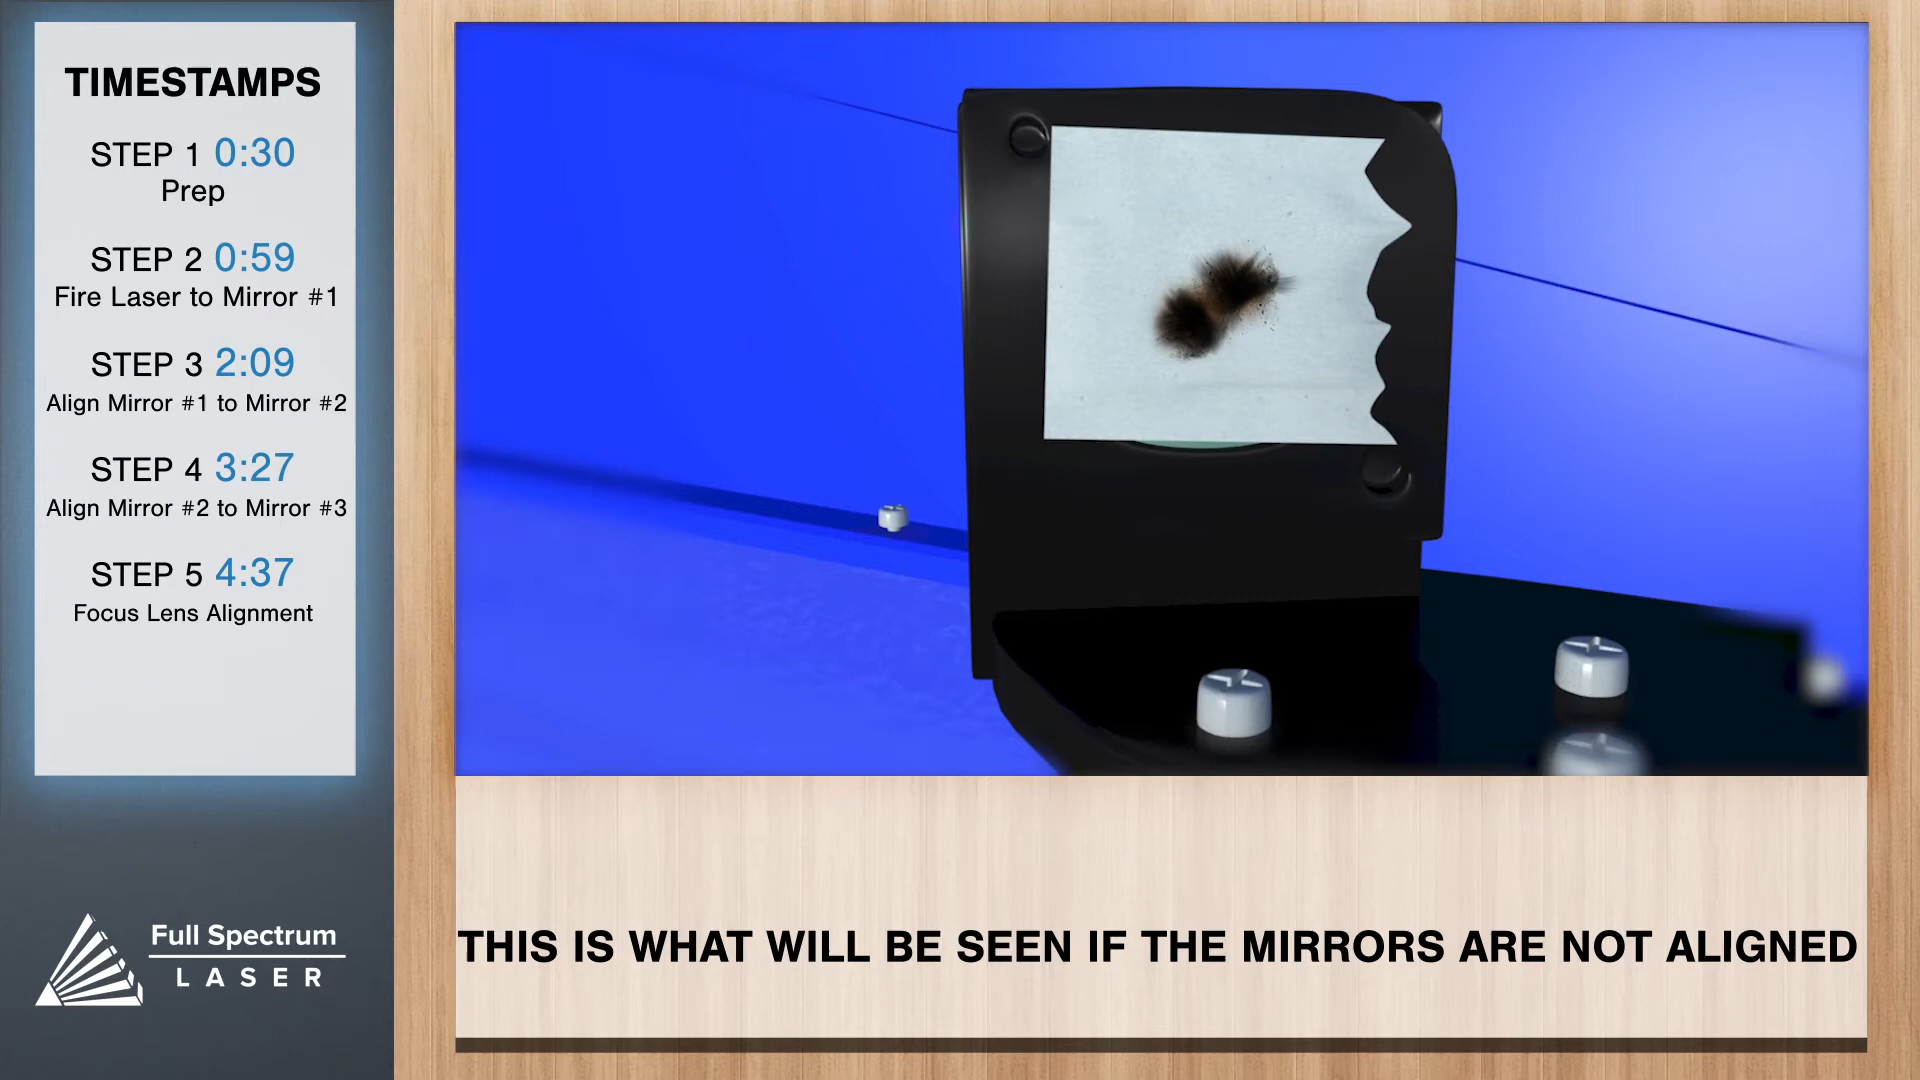 TIMESTAMPS
STEP 1 0:30
Prep
STEP 2 0:59
Fire Laser to Mirror #1
STEP 3 2:09
Align Mirror #1 to Mirror #2
STEP 4 3:27
Align Mirror #2 to Mirror #3
STEP 5 4:37
Focus Lens Alignment
Full Spectrum
LASER
THIS IS WHAT WILL BE SEEN IF THE MIRRORS ARE NOT ALIGNED